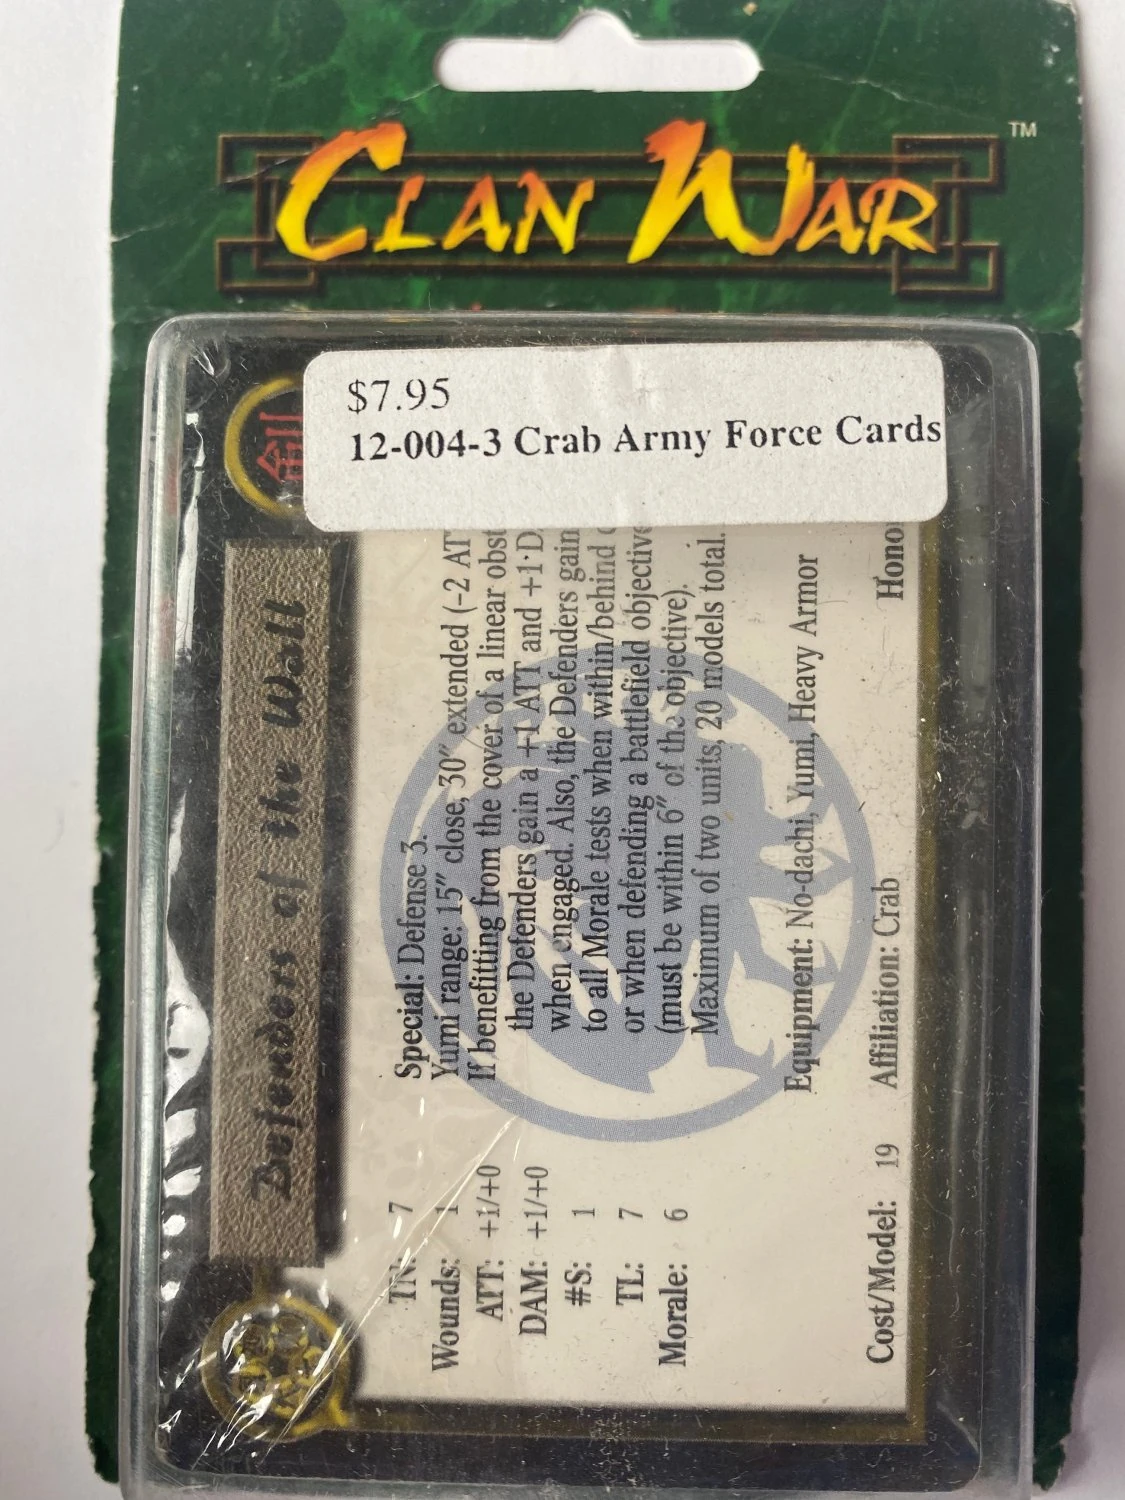 CLAN WAR
TM
$7.95
12-004-3 Crab Army Force Cards
Defenders of the Wall
TN: 7
Wounds: 1
ATT: +1/+0
DAM: +1/+0
#S: 1
TL: 7
Morale: 6
Special: Defense 3.
Yumi range: 15" close, 30" extended (-2 AT
If benefitting from the cover of a linear obst
the Defenders gain a +1 ATT and +1 D
when engaged. Also, the Defenders gain
to all Morale tests when within/behind
or when defending a battlefield objective
(must be within 6" of the objective).
Maximum of two units, 20 models total.
Equipment: No-dachi, Yumi, Heavy Armor
Cost/Model: 19 Affiliation: Crab Hono